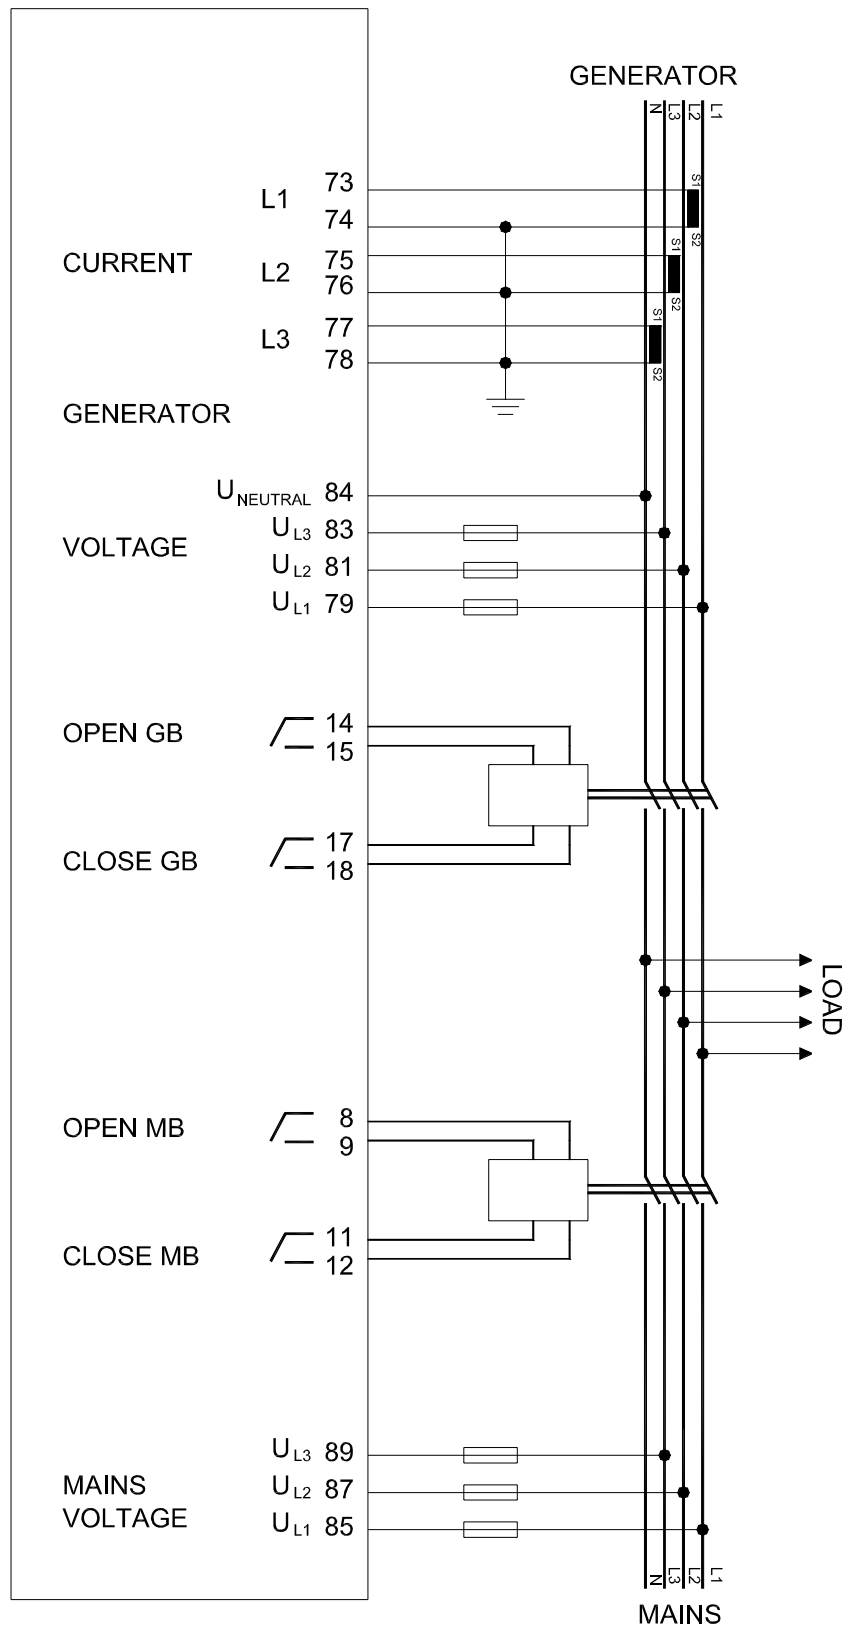 GENERATOR
N L3 L2 L1
L1 73
74
S1
S2
CURRENT
L2 75
76
S1
S2
L3 77
78
S1
S2
GENERATOR
UNEUTRAL 84
VOLTAGE
UL3 83
UL2 81
UL1 79
OPEN GB 14
15
CLOSE GB 17
18
LOAD
OPEN MB 8
9
CLOSE MB 11
12
MAINS
VOLTAGE
UL3 89
UL2 87
UL1 85
N L3 L2 L1
MAINS